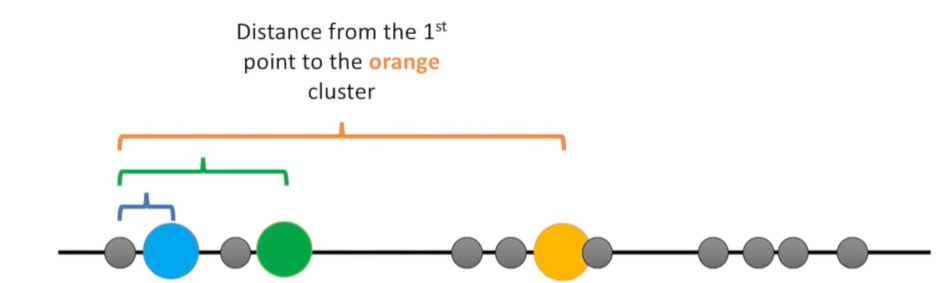 Distance from the 1st
point to the orange
cluster